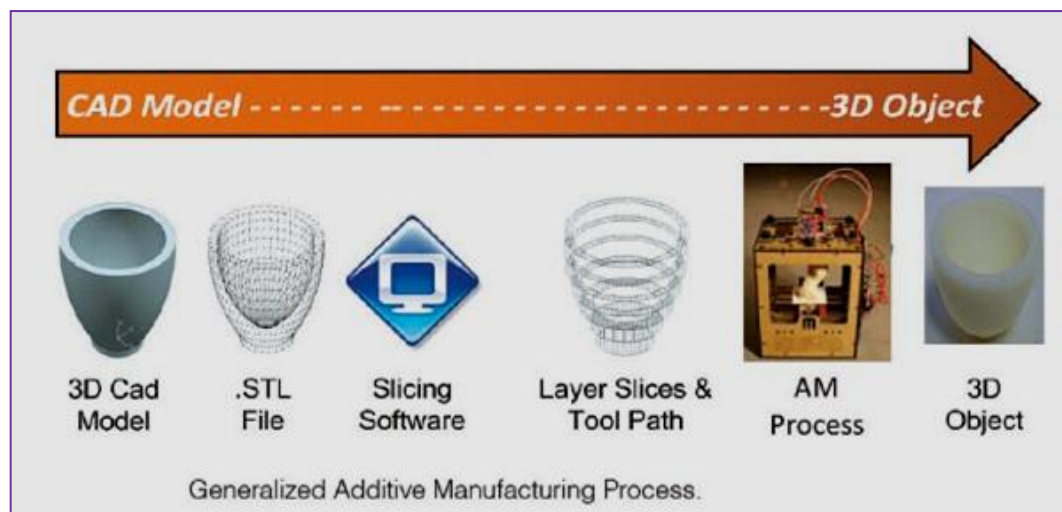 CAD Model - - - - - - -- - - - - - - - - - - - - - - - - - - - - - - -3D Object
3D Cad
Model
.STL
File
Slicing
Software
Layer Slices &
Tool Path
AM
Process
3D
Object
Generalized Additive Manufacturing Process.